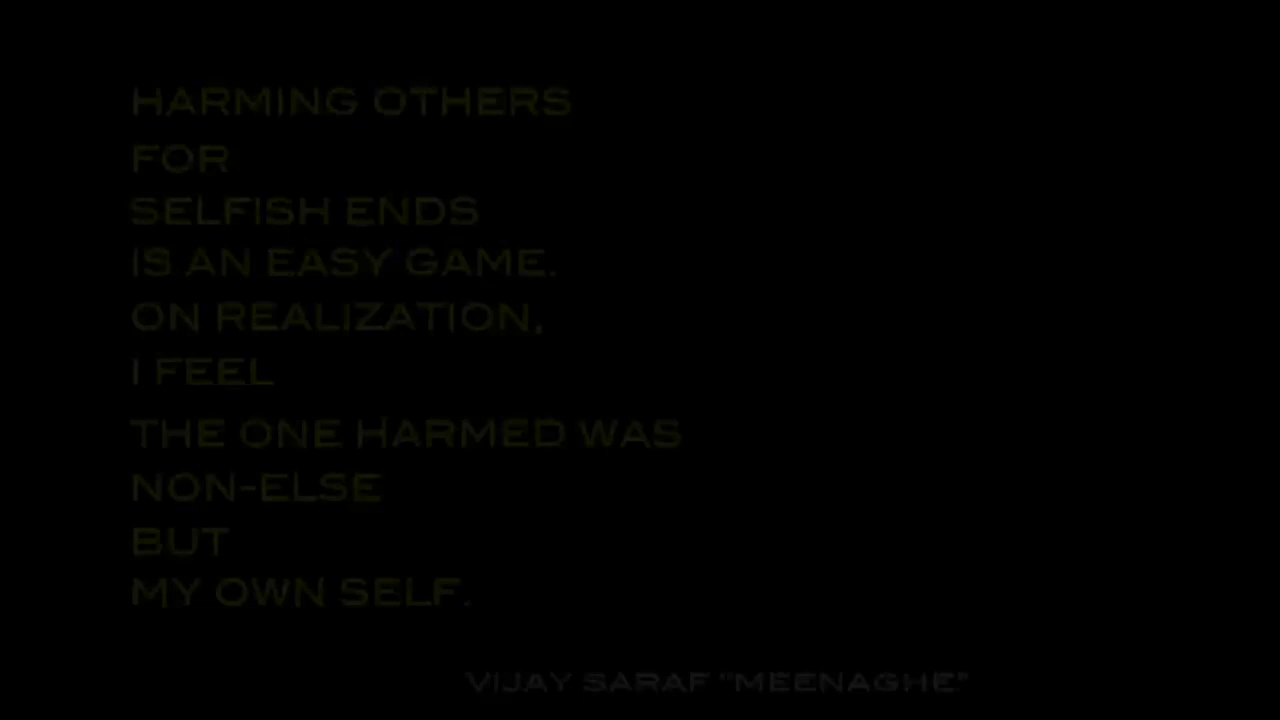 HARMING OTHERS
FOR
SELFISH ENDS
IS AN EASY GAME.
ON REALIZATION,
I FEEL
THE ONE HARMED WAS
NON-ELSE
BUT
MY OWN SELF.
VIJAY SARAF "MEENAGHE"